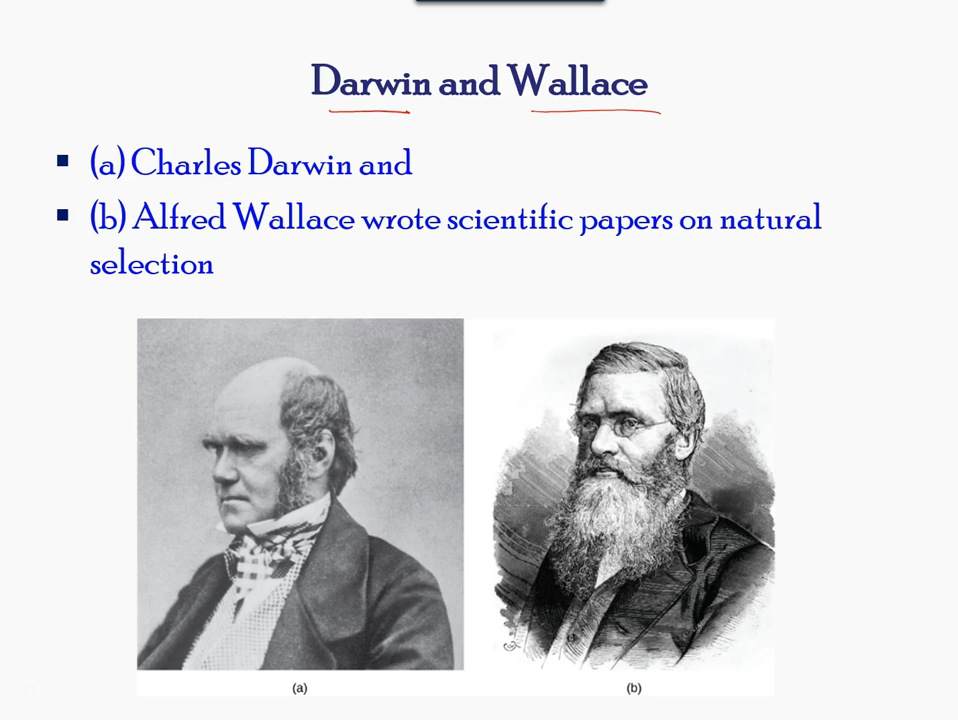 Darwin and Wallace
(a) Charles Darwin and
(b) Alfred Wallace wrote scientific papers on natural
selection
(a)
(b)